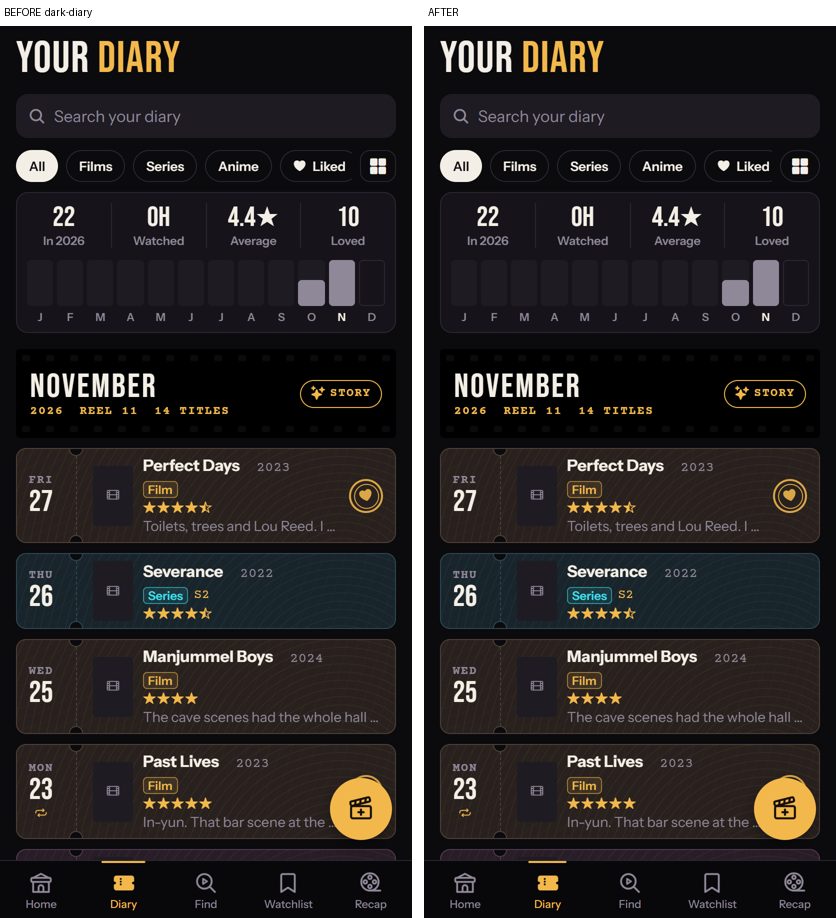 BEFORE dark-diary
YOUR DIARY
Search your diary
All Films Series Anime Liked
22 0H 4.4★ 10
In 2026 Watched Average Loved
J F M A M J J A S O N D
NOVEMBER
2026 REEL 11 14 TITLES
STORY
FRI
27
Perfect Days 2023
Film
★★★★⯪
Toilets, trees and Lou Reed. I ...
THU
26
Severance 2022
Series S2
★★★★⯪
WED
25
Manjummel Boys 2024
Film
★★★★
The cave scenes had the whole hall ...
MON
23
Past Lives 2023
Film
★★★★★
In-yun. That bar scene at the ...
Home Diary Find Watchlist Recap
AFTER
YOUR DIARY
Search your diary
All Films Series Anime Liked
22 0H 4.4★ 10
In 2026 Watched Average Loved
J F M A M J J A S O N D
NOVEMBER
2026 REEL 11 14 TITLES
STORY
FRI
27
Perfect Days 2023
Film
★★★★⯪
Toilets, trees and Lou Reed. I ...
THU
26
Severance 2022
Series S2
★★★★⯪
WED
25
Manjummel Boys 2024
Film
★★★★
The cave scenes had the whole hall ...
MON
23
Past Lives 2023
Film
★★★★★
In-yun. That bar scene at the ...
Home Diary Find Watchlist Recap